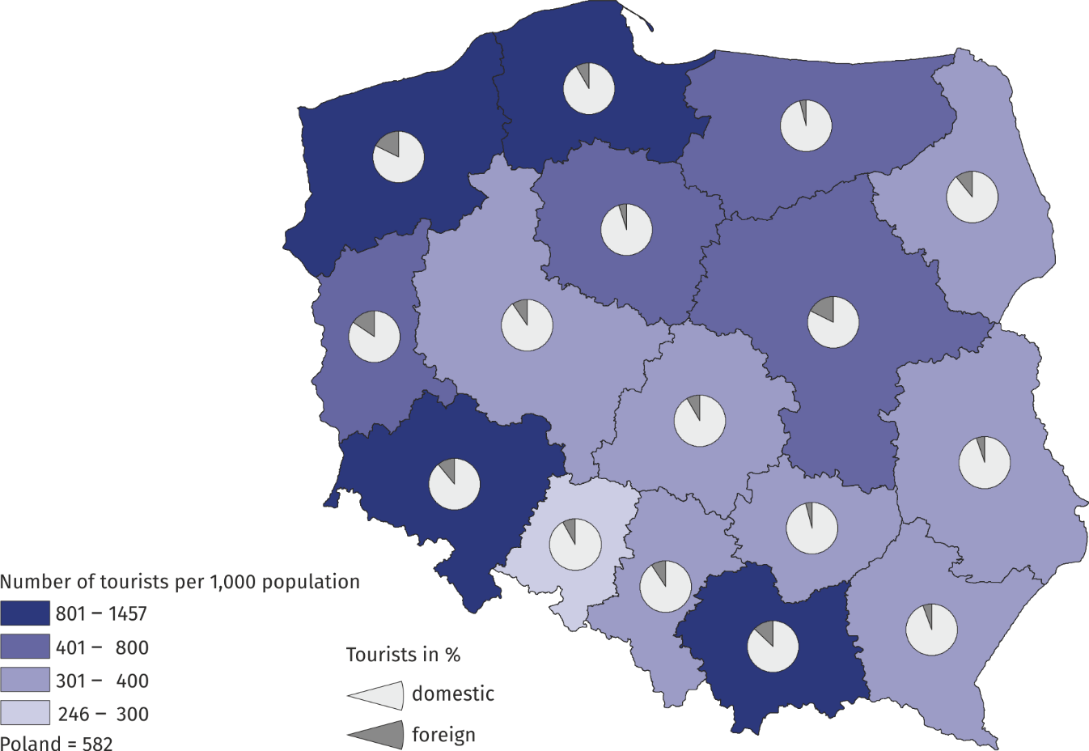 Number of tourists per 1,000 population
801 – 1457
401 – 800
301 – 400
246 – 300
Poland = 582
Tourists in %
domestic
foreign